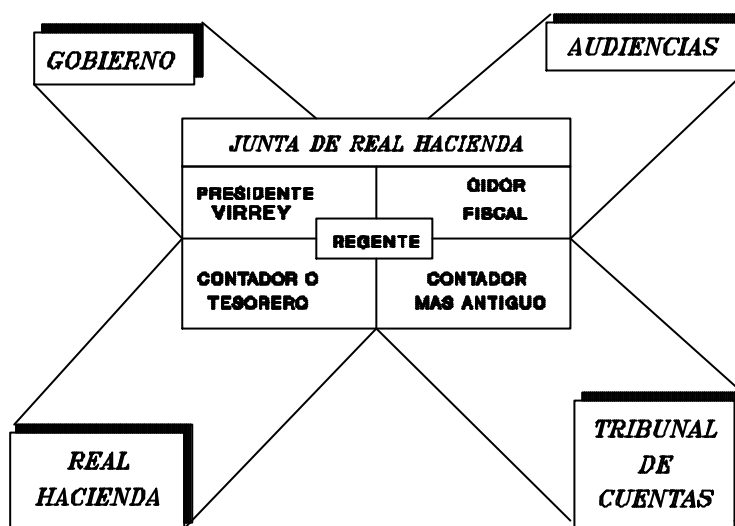 GOBIERNO
AUDIENCIAS
JUNTA DE REAL HACIENDA
PRESIDENTE
VIRREY
OIDOR
FISCAL
REGENTE
CONTADOR O
TESORERO
CONTADOR
MAS ANTIGUO
REAL
HACIENDA
TRIBUNAL
DE
CUENTAS